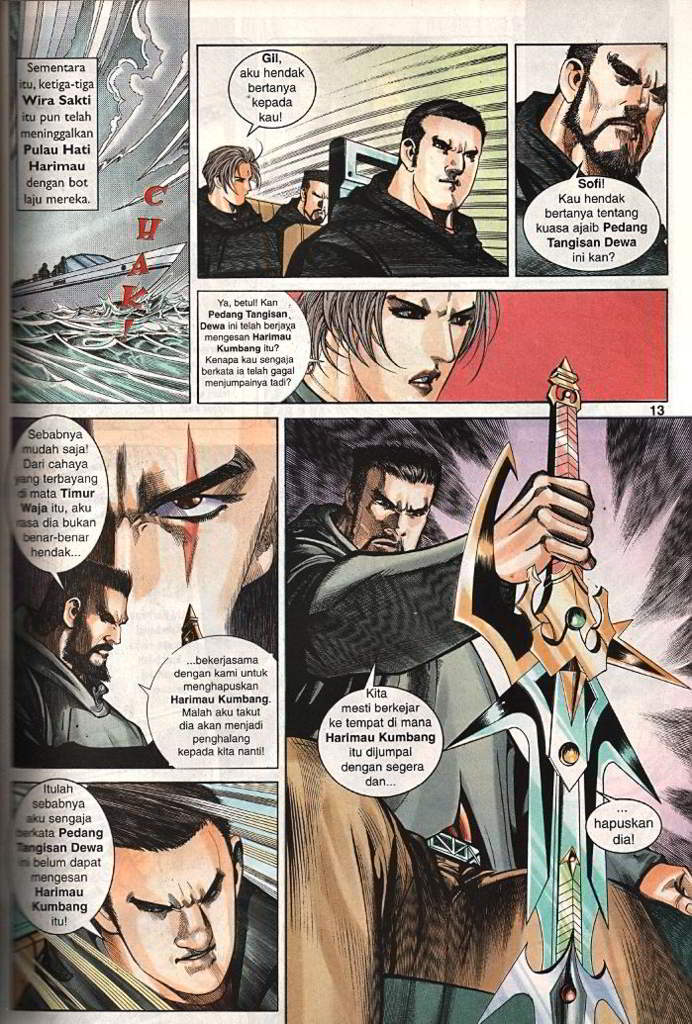 Sementara
itu, ketiga-tiga
Wira Sakti
itu pun telah
meninggalkan
Pulau Hati
Harimau
dengan bot
laju mereka.
CHAK!
Gil,
aku hendak
bertanya
kepada
kau!
Sofi!
Kau hendak
bertanya tentang
kuasa ajaib Pedang
Tangisan Dewa
ini kan?
Ya, betul! Kan
Pedang Tangisan
Dewa ini telah berjaya
mengesan Harimau
Kumbang itu?
Kenapa kau sengaja
berkata ia telah gagal
menjumpainya tadi?
13
Sebabnya
mudah saja!
Dari cahaya
yang terbayang
di mata Timur
Waja itu, aku
rasa dia bukan
benar-benar
hendak...
...bekerjasama
dengan kami untuk
menghapuskan
Harimau Kumbang.
Malah aku takut
dia akan menjadi
penghalang
kepada kita nanti!
Itulah
sebabnya
aku sengaja
berkata Pedang
Tangisan Dewa
ini belum dapat
mengesan
Harimau
Kumbang
itu!
Kita
mesti berkejar
ke tempat di mana
Harimau Kumbang
itu dijumpai
dengan segera
dan...
...
hapuskan
dia!